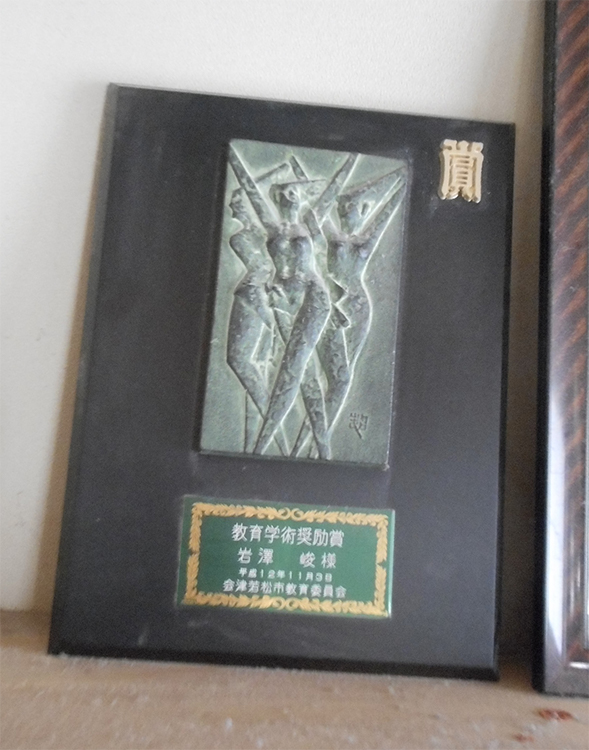 賞
教育学術奨励賞
岩澤 峻様
平成12年11月3日
会津若松市教育委員会